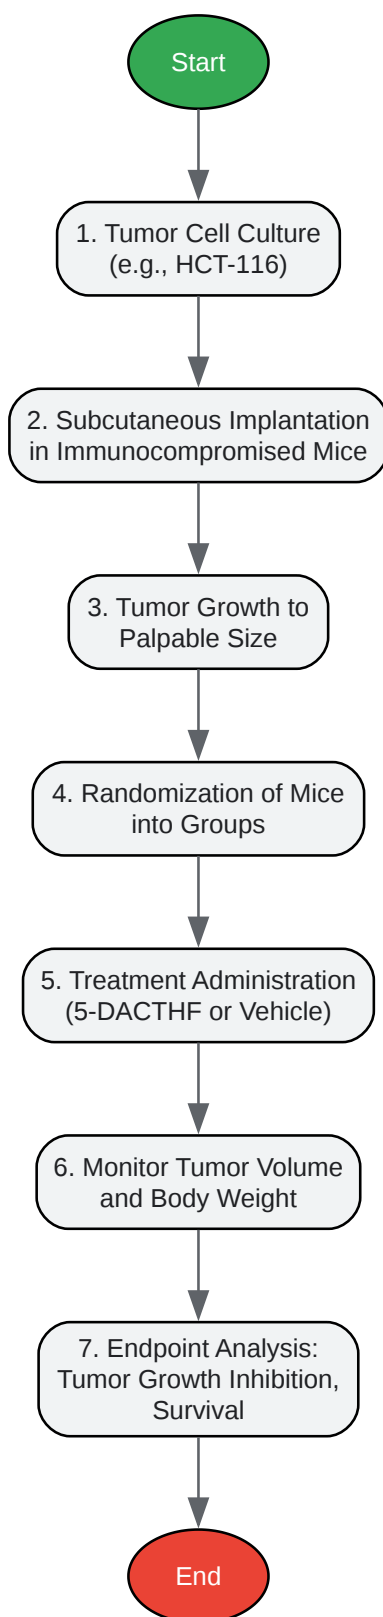 Start
1. Tumor Cell Culture
(e.g., HCT-116)
2. Subcutaneous Implantation
in Immunocompromised Mice
3. Tumor Growth to
Palpable Size
4. Randomization of Mice
into Groups
5. Treatment Administration
(5-DACTHF or Vehicle)
6. Monitor Tumor Volume
and Body Weight
7. Endpoint Analysis:
Tumor Growth Inhibition,
Survival
End